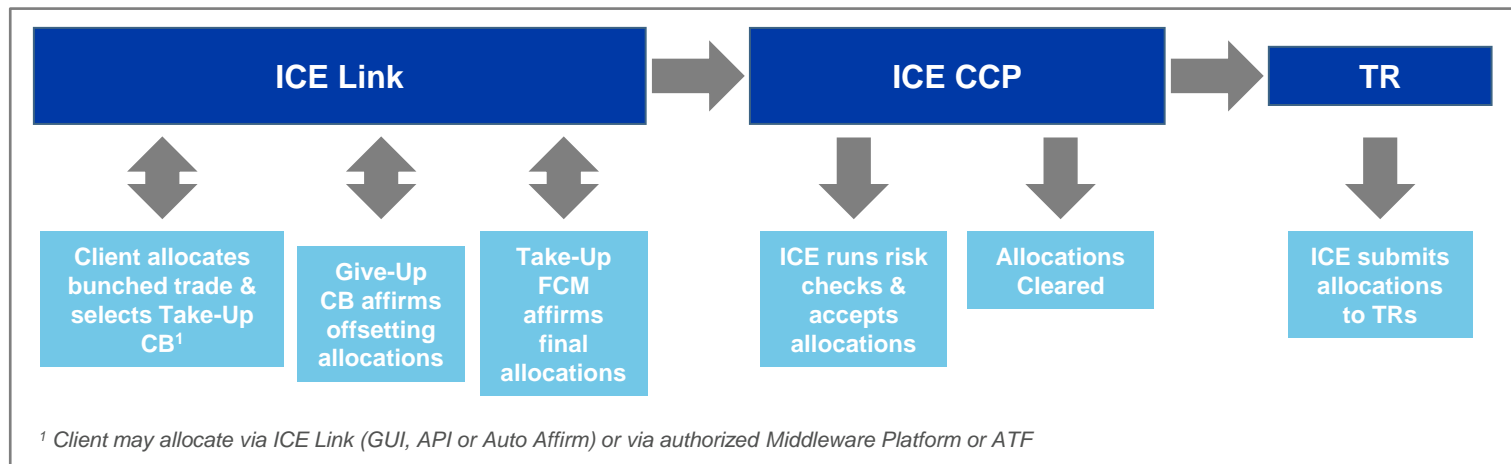 ICE Link
ICE CCP
TR
Client allocates
bunched trade &
selects Take-Up
CB¹
Give-Up
CB affirms
offsetting
allocations
Take-Up
FCM
affirms
final
allocations
ICE runs risk
checks &
accepts
allocations
Allocations
Cleared
ICE submits
allocations
to TRs
¹ Client may allocate via ICE Link (GUI, API or Auto Affirm) or via authorized Middleware Platform or ATF